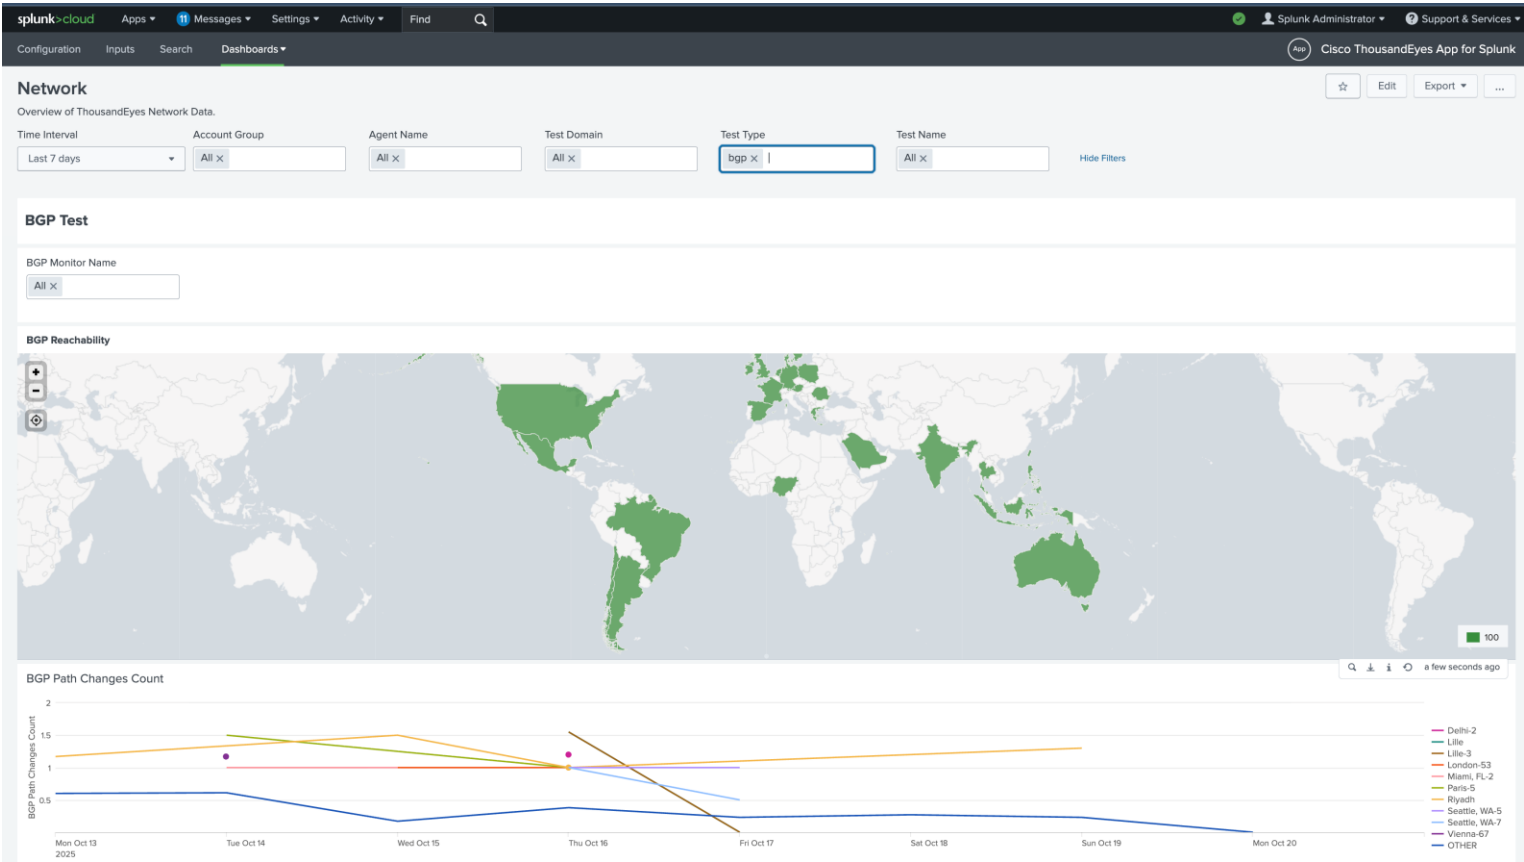 splunk>cloud Apps ▾ 11 Messages ▾ Settings ▾ Activity ▾ Find Splunk Administrator ▾ Support & Services ▾
Configuration Inputs Search Dashboards ▾ App Cisco ThousandEyes App for Splunk
Network Edit Export ▾ ...
Overview of ThousandEyes Network Data.
Time Interval Account Group Agent Name Test Domain Test Type Test Name
Last 7 days ▾ All × All × All × bgp × All × Hide Filters
BGP Test
BGP Monitor Name
All ×
BGP Reachability
+
-
100
a few seconds ago
BGP Path Changes Count
BGP Path Changes Count
2
1.5
1
0.5
Mon Oct 13 Tue Oct 14 Wed Oct 15 Thu Oct 16 Fri Oct 17 Sat Oct 18 Sun Oct 19 Mon Oct 20
2025
Delhi-2
Lille
Lille-3
London-53
Miami, FL-2
Paris-5
Riyadh
Seattle, WA-5
Seattle, WA-7
Vienna-67
OTHER